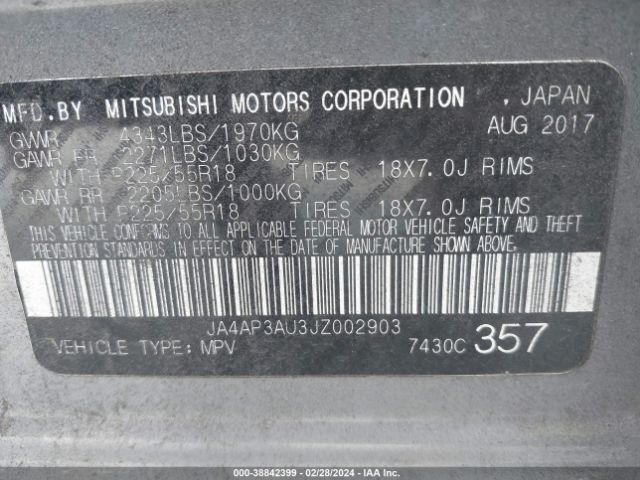 MFD.BY MITSUBISHI MOTORS CORPORATION , JAPAN
GVWR 4343LBS/1970KG AUG 2017
GAWR FR 2271LBS/1030KG
WITH P225/55R18 TIRES 18X7.0J RIMS
GAWR RR 2205LBS/1000KG
WITH P225/55R18 TIRES 18X7.0J RIMS
THIS VEHICLE CONFORMS TO ALL APPLICABLE FEDERAL MOTOR VEHICLE SAFETY AND THEFT
PREVENTION STANDARDS IN EFFECT ON THE DATE OF MANUFACTURE SHOWN ABOVE.
JA4AP3AU3JZ002903
VEHICLE TYPE: MPV 7430C 357
000-38842399 - 02/28/2024 - IAA, Inc.